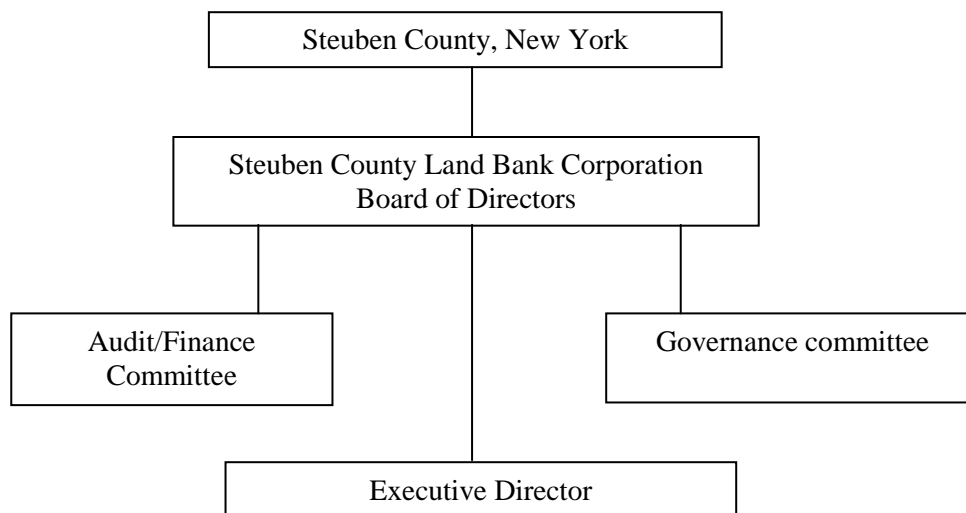 Steuben County, New York
Steuben County Land Bank Corporation
Board of Directors
Audit/Finance
Committee
Governance committee
Executive Director